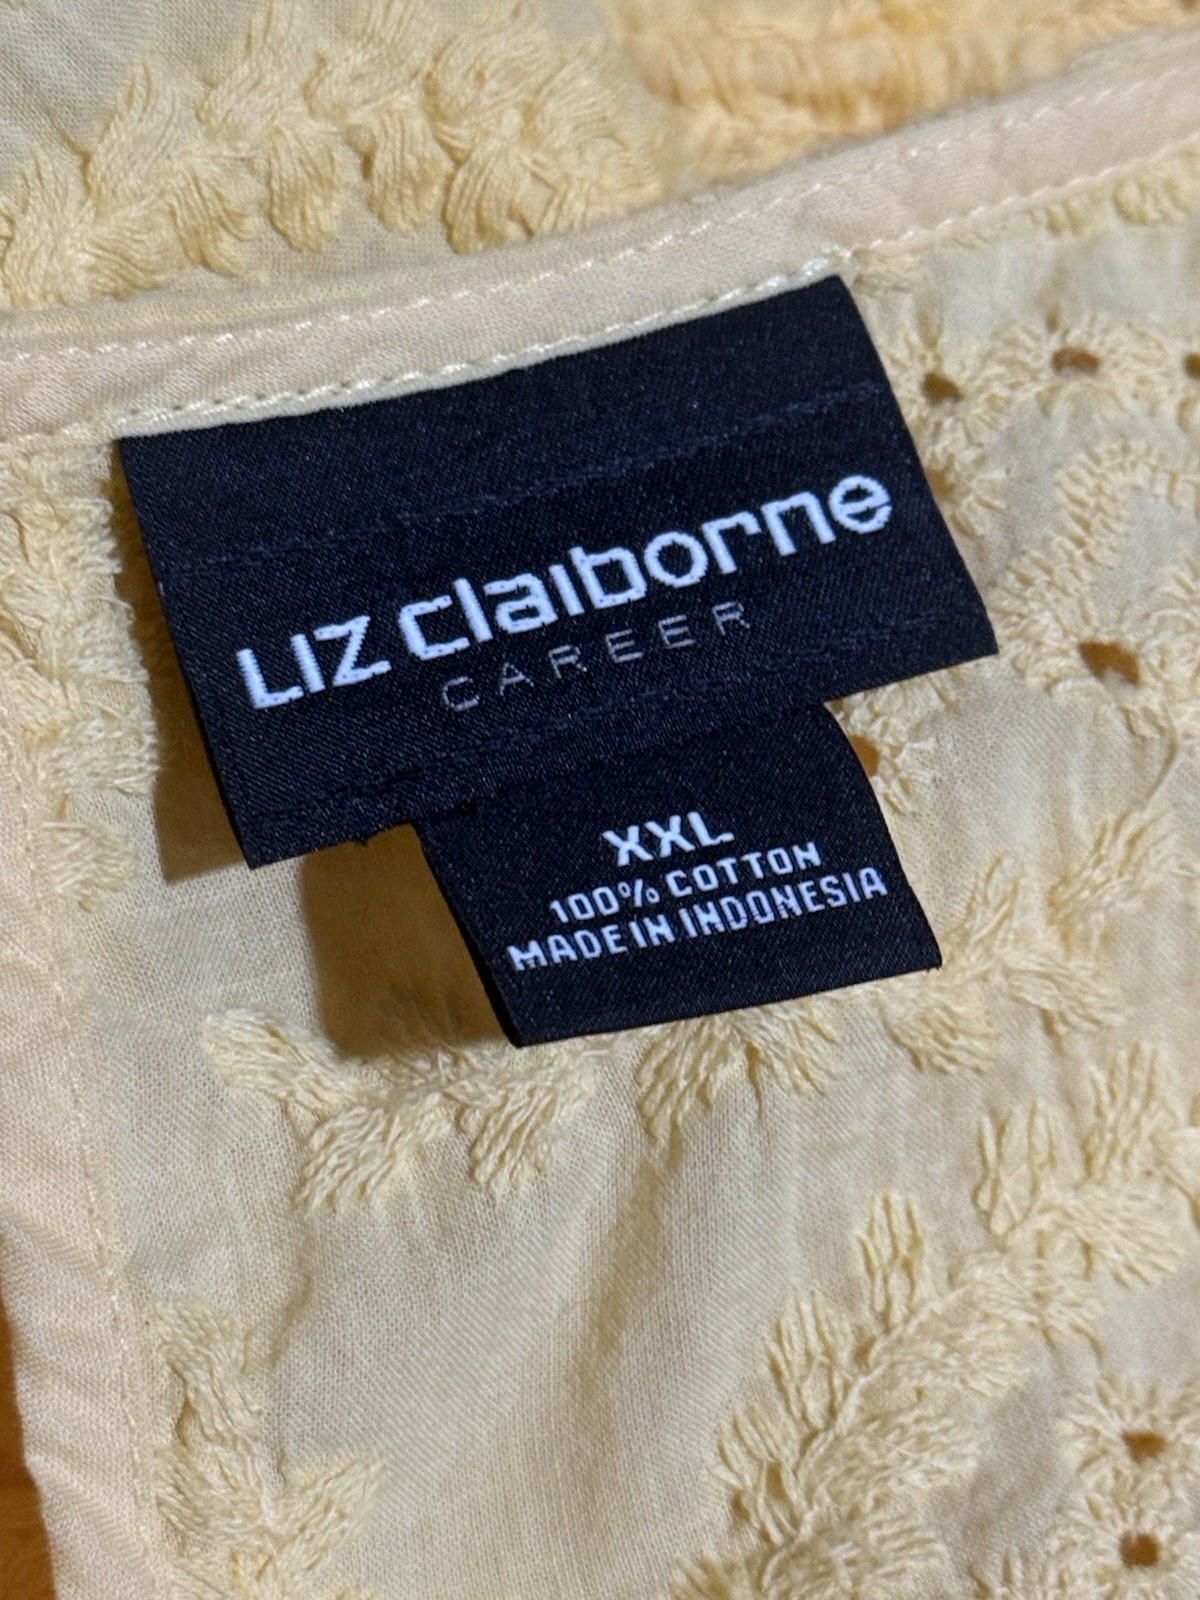 LIZ claiborne
CAREER
XXL
100% COTTON
MADE IN INDONESIA